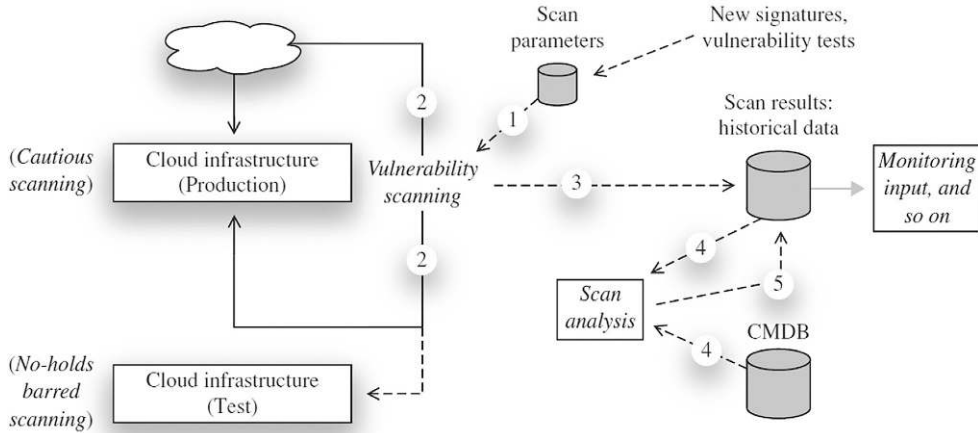 Scan
parameters
New signatures,
vulnerability tests
2
1
Scan results:
historical data
(Cautious
scanning)
Cloud infrastructure
(Production)
Vulnerability
scanning
3
Monitoring
input, and
so on
2
4
5
Scan
analysis
4
CMDB
(No-holds
barred
scanning)
Cloud infrastructure
(Test)